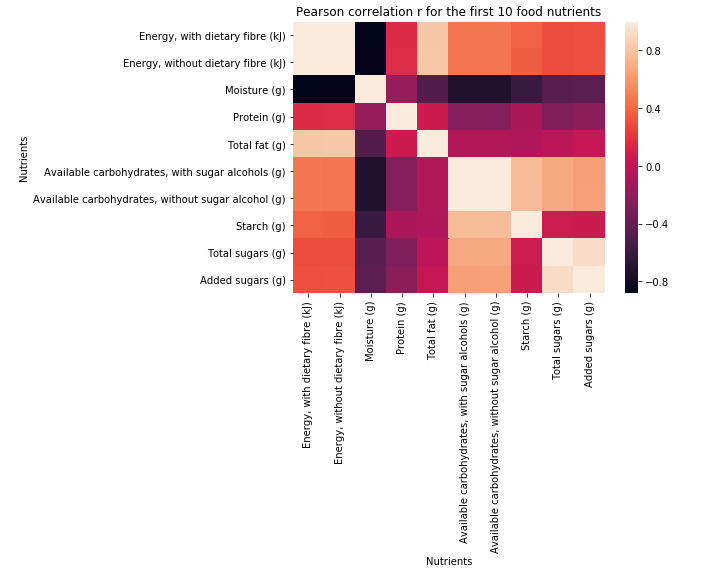 Pearson correlation r for the first 10 food nutrients
Energy, with dietary fibre (kJ)
Energy, without dietary fibre (kJ)
Moisture (g)
Protein (g)
Total fat (g)
Available carbohydrates, with sugar alcohols (g)
Available carbohydrates, without sugar alcohol (g)
Starch (g)
Total sugars (g)
Added sugars (g)
Nutrients
Energy, with dietary fibre (kJ)
Energy, without dietary fibre (kJ)
Moisture (g)
Protein (g)
Total fat (g)
Available carbohydrates, with sugar alcohols (g)
Available carbohydrates, without sugar alcohol (g)
Starch (g)
Total sugars (g)
Added sugars (g)
Nutrients
0.8
0.4
0.0
−0.4
−0.8